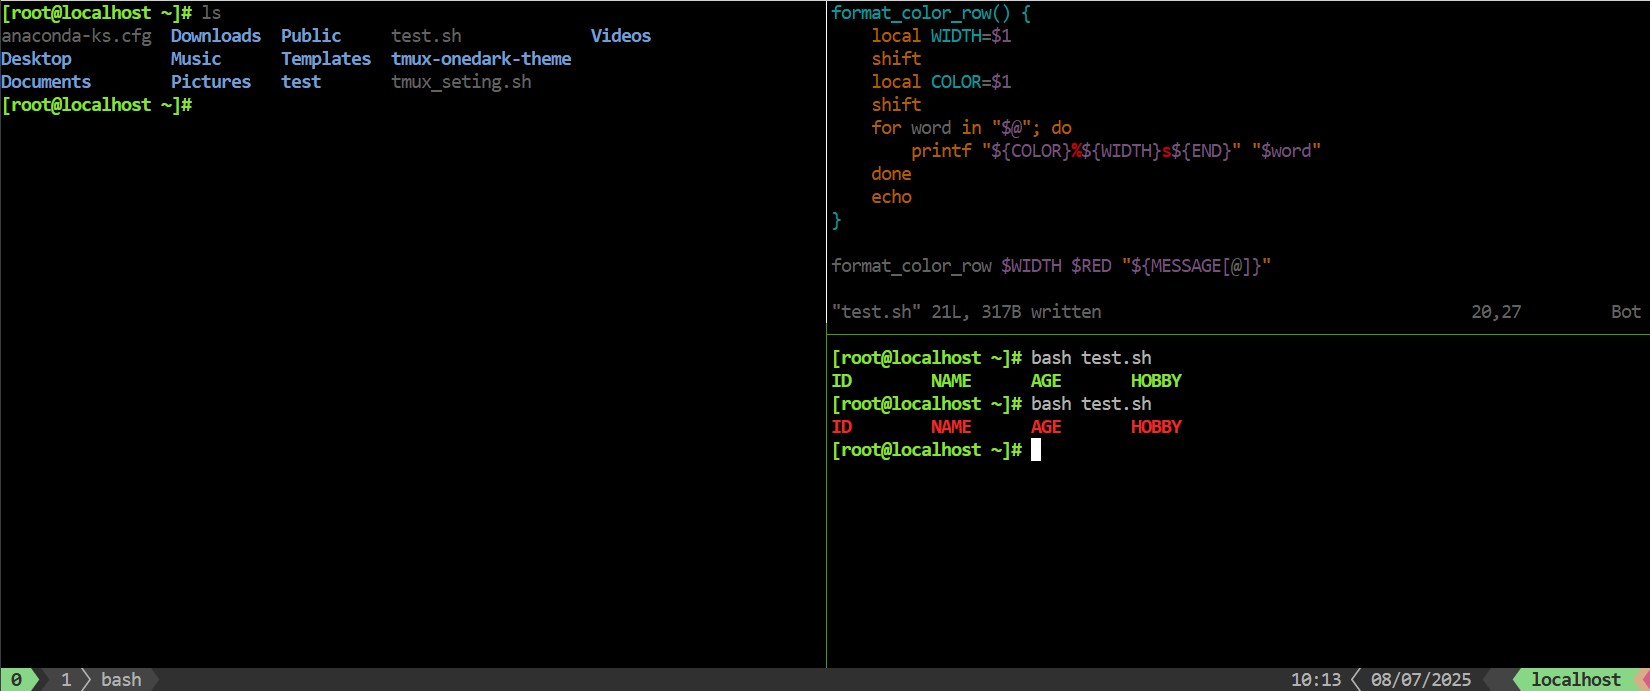 [root@localhost ~]# ls
anaconda-ks.cfg  Downloads  Public     test.sh             Videos
Desktop          Music      Templates  tmux-onedark-theme
Documents        Pictures   test       tmux_seting.sh
[root@localhost ~]#
format_color_row() {
    local WIDTH=$1
    shift
    local COLOR=$1
    shift
    for word in "$@"; do
        printf "${COLOR}%${WIDTH}s${END}" "$word"
    done
    echo
}
format_color_row $WIDTH $RED "${MESSAGE[@]}"
"test.sh" 21L, 317B written                                     20,27         Bot
[root@localhost ~]# bash test.sh
ID        NAME      AGE       HOBBY
[root@localhost ~]# bash test.sh
ID        NAME      AGE       HOBBY
[root@localhost ~]#
0 1 bash 10:13 08/07/2025 localhost